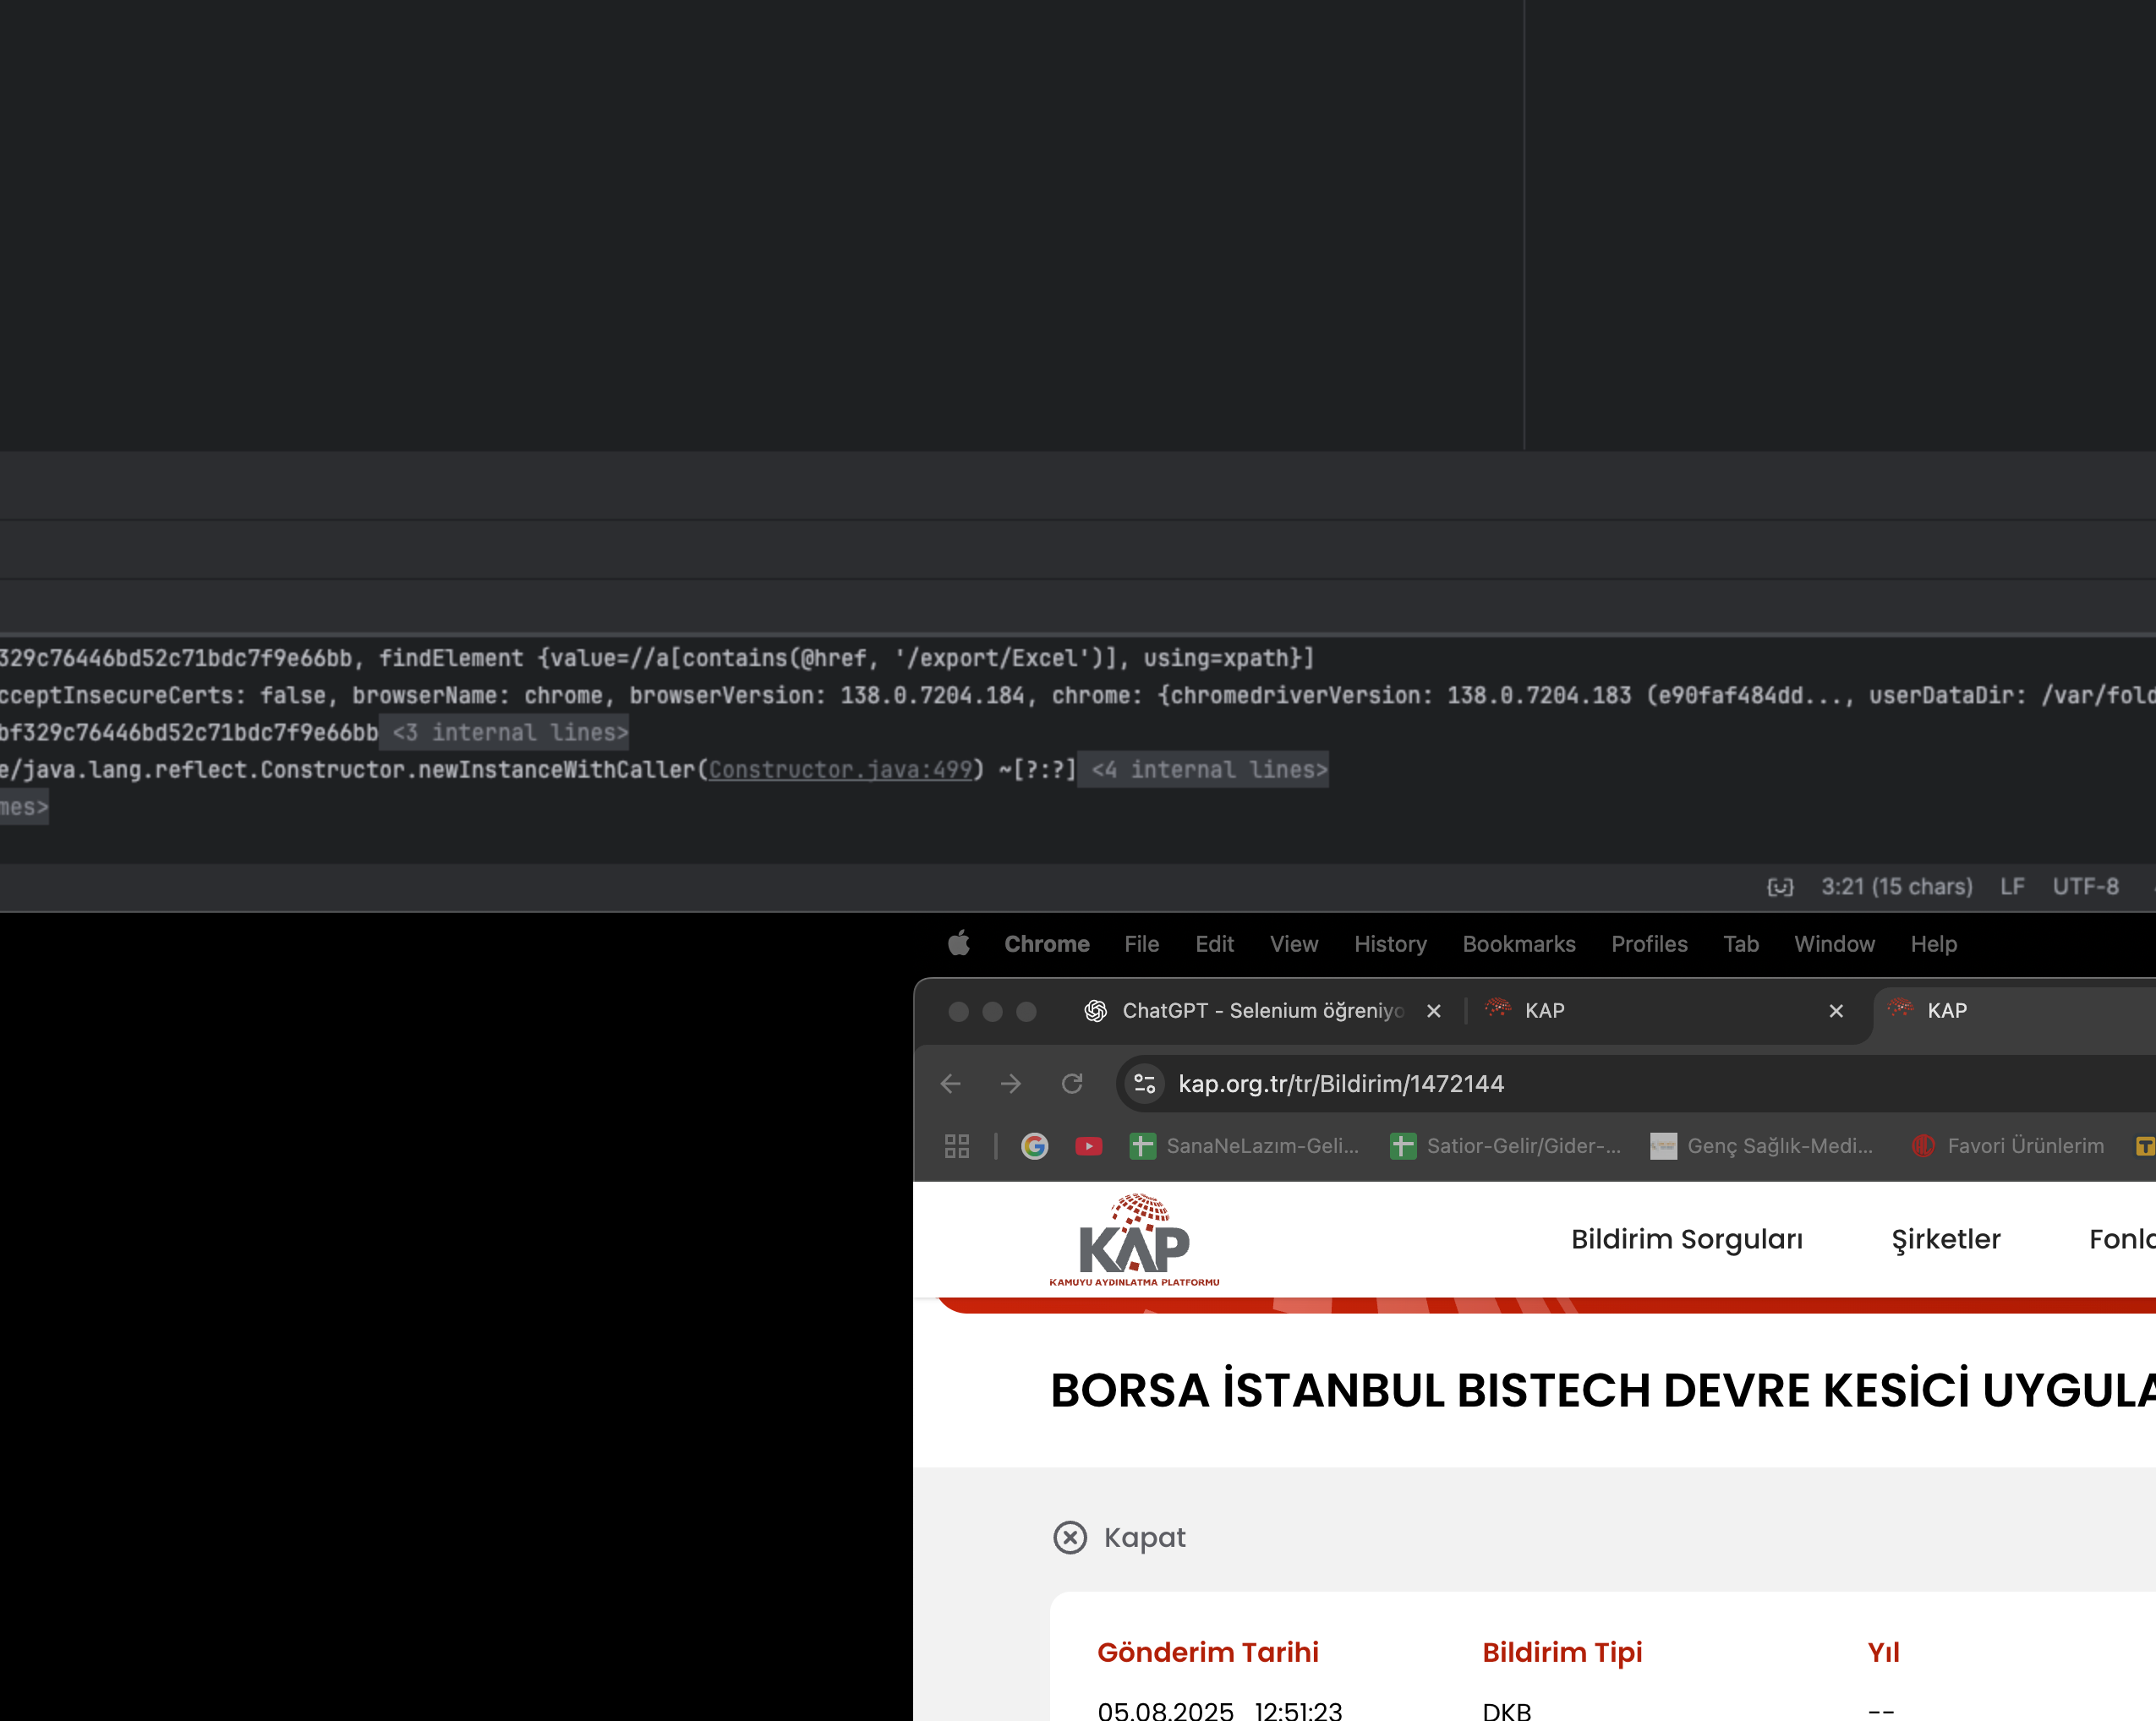 329c76446bd52c71bdc7f9e66bb, findElement {value=//a[contains(@href, '/export/Excel')], using=xpath}]
cceptInsecureCerts: false, browserName: chrome, browserVersion: 138.0.7204.184, chrome: {chromedriverVersion: 138.0.7204.183 (e90faf484dd..., userDataDir: /var/fold
bf329c76446bd52c71bdc7f9e66bb <3 internal lines>
e/java.lang.reflect.Constructor.newInstanceWithCaller(Constructor.java:499) ~[?:?] <4 internal lines>
mes>
3:21 (15 chars) LF UTF-8
Chrome File Edit View History Bookmarks Profiles Tab Window Help
ChatGPT - Selenium öğreniyo KAP KAP
kap.org.tr/tr/Bildirim/1472144
SanaNeLazım-Geli... Satior-Gelir/Gider-... Genç Sağlık-Medi... Favori Ürünlerim
KAP
KAMUYU AYDINLATMA PLATFORMU
Bildirim Sorguları Şirketler Fonla
BORSA İSTANBUL BISTECH DEVRE KESİCİ UYGULA
Kapat
Gönderim Tarihi Bildirim Tipi Yıl
05.08.2025 12:51:23 DKB --